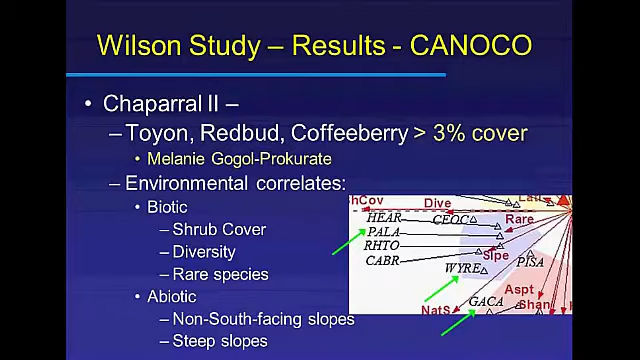 Wilson Study – Results - CANOCO
• Chaparral II –
–Toyon, Redbud, Coffeeberry > 3% cover
• Melanie Gogol-Prokurate
–Environmental correlates:
• Biotic
– Shrub Cover
– Diversity
– Rare species
• Abiotic
– Non-South-facing slopes
– Steep slopes
hCov
Dive
HEAR
CEOC
Rare
PALA
RHTO
CABR
Slpe
WYRE
PISA
Aspt
GACA
Shan
NatS